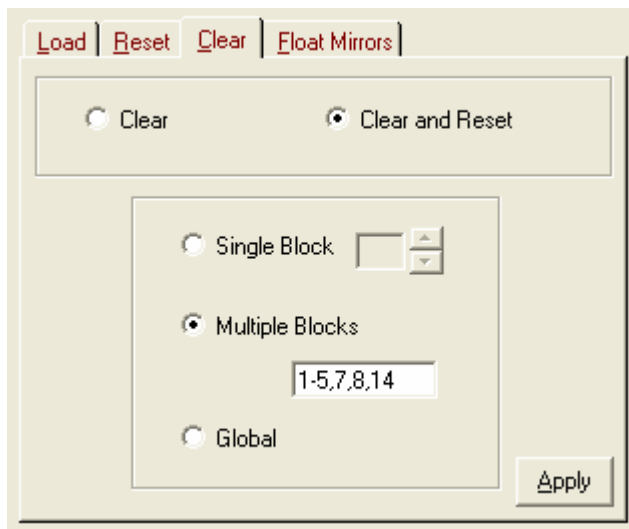 Load Reset Clear Float Mirrors
Clear Clear and Reset
Single Block
Multiple Blocks
1-5,7,8,14
Global
Apply